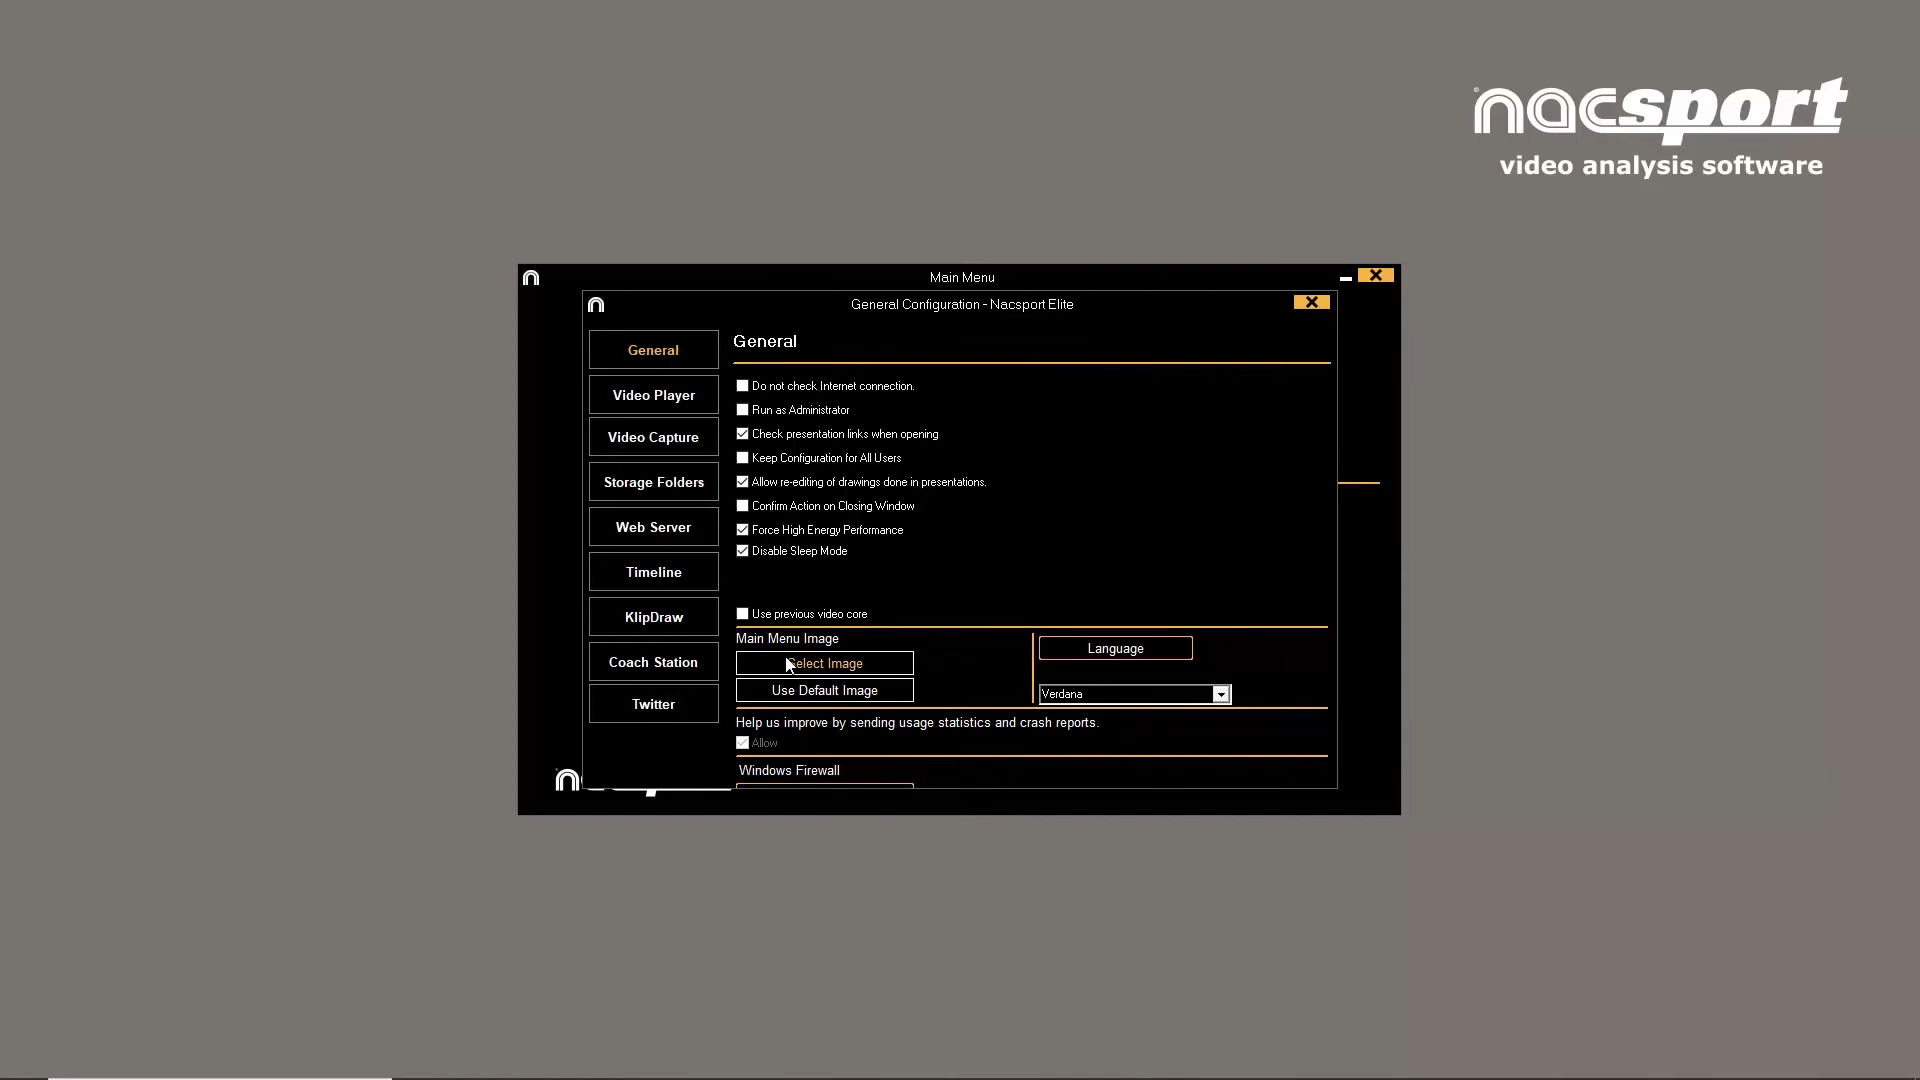 nacsport
video analysis software
Main Menu
General Configuration - Nacsport Elite
General
Video Player
Video Capture
Storage Folders
Web Server
Timeline
KlipDraw
Coach Station
Twitter
General
Do not check Internet connection.
Run as Administrator
Check presentation links when opening
Keep Configuration for All Users
Allow re-editing of drawings done in presentations.
Confirm Action on Closing Window
Force High Energy Performance
Disable Sleep Mode
Use previous video core
Main Menu Image
Select Image
Use Default Image
Language
Verdana
Help us improve by sending usage statistics and crash reports.
Allow
Windows Firewall